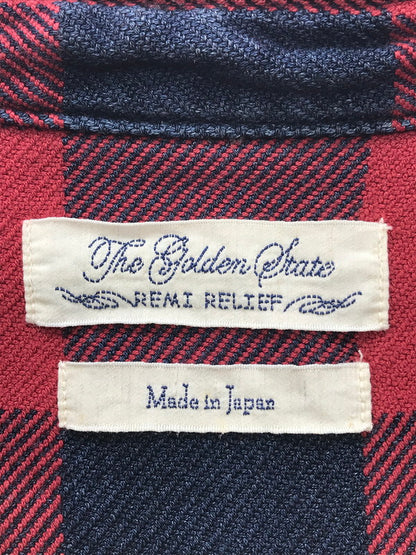 The Golden State
REMI RELIEF
Made in Japan